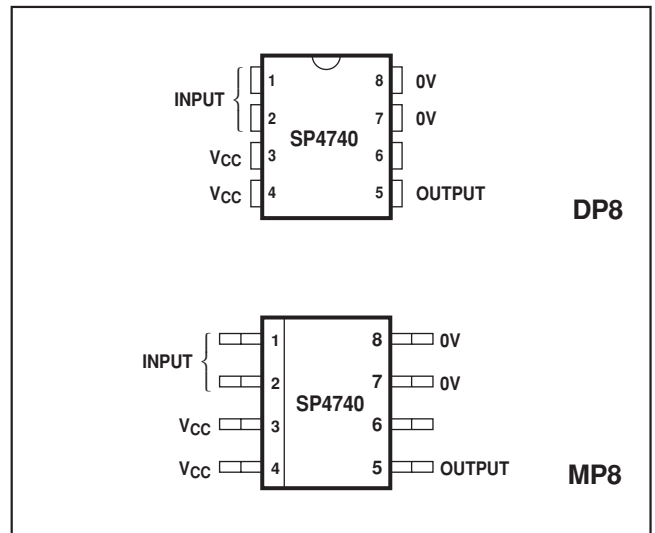 1 8 0V
INPUT
2 7 0V
SP4740
VCC 3 6
VCC 4 5 OUTPUT
DP8
1 8 0V
INPUT
2 7 0V
SP4740
VCC 3 6
VCC 4 5 OUTPUT
MP8